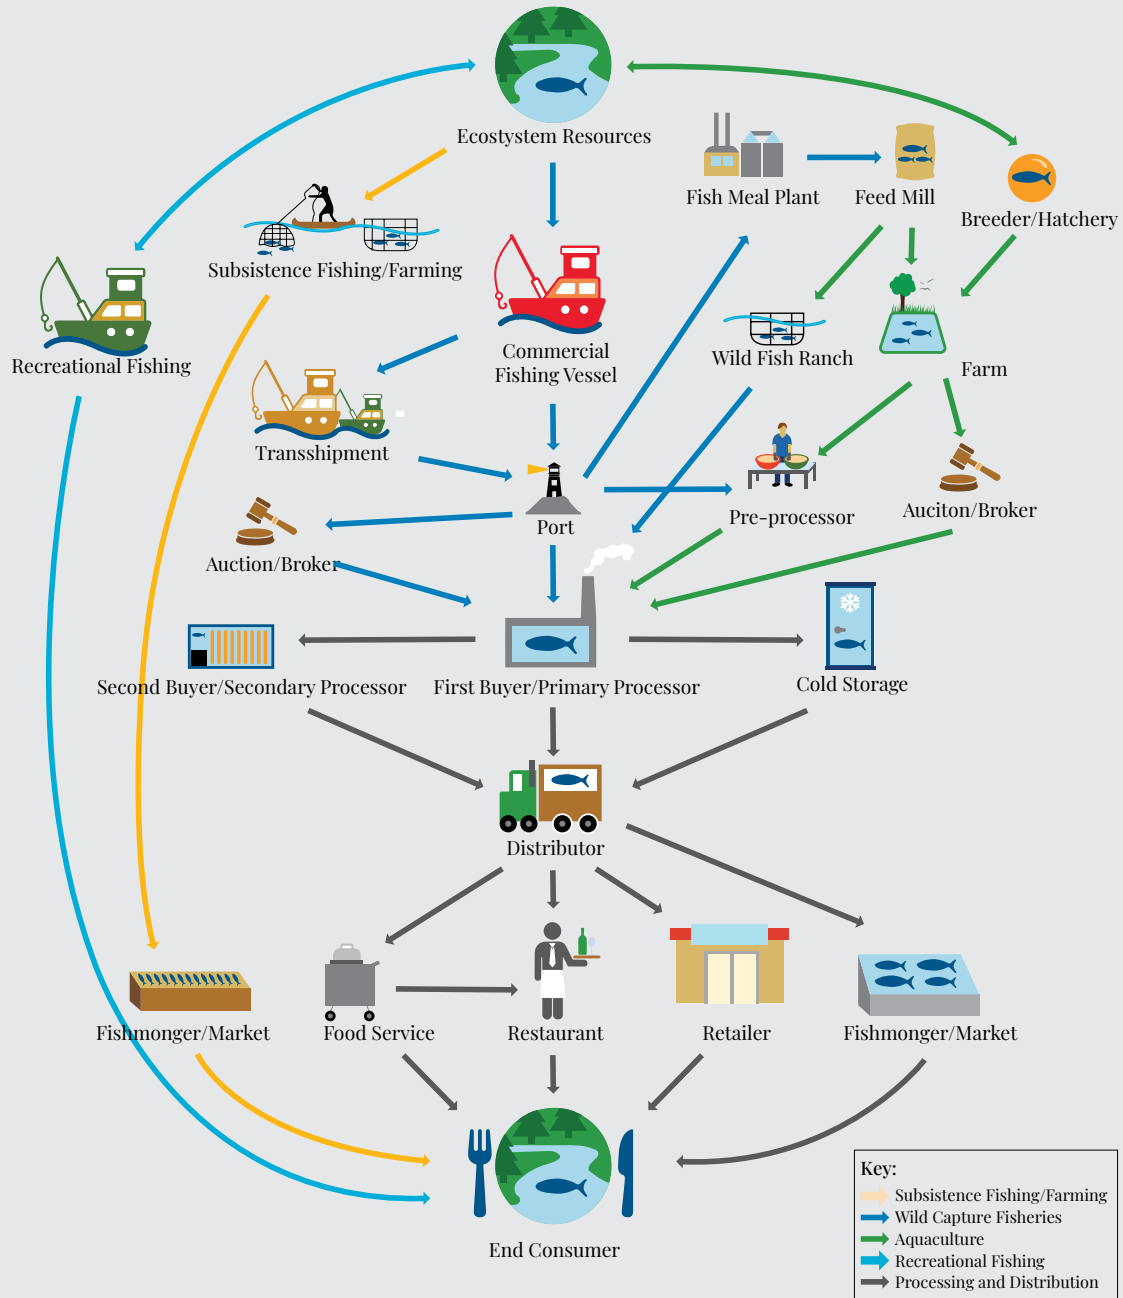 Ecostystem Resources
Fish Meal Plant
Feed Mill
Breeder/Hatchery
Subsistence Fishing/Farming
Recreational Fishing
Commercial
Fishing Vessel
Wild Fish Ranch
Farm
Transshipment
Port
Pre-processor
Auciton/Broker
Auction/Broker
Second Buyer/Secondary Processor
First Buyer/Primary Processor
Cold Storage
Distributor
Fishmonger/Market
Food Service
Restaurant
Retailer
Fishmonger/Market
End Consumer
Key:
Subsistence Fishing/Farming
Wild Capture Fisheries
Aquaculture
Recreational Fishing
Processing and Distribution